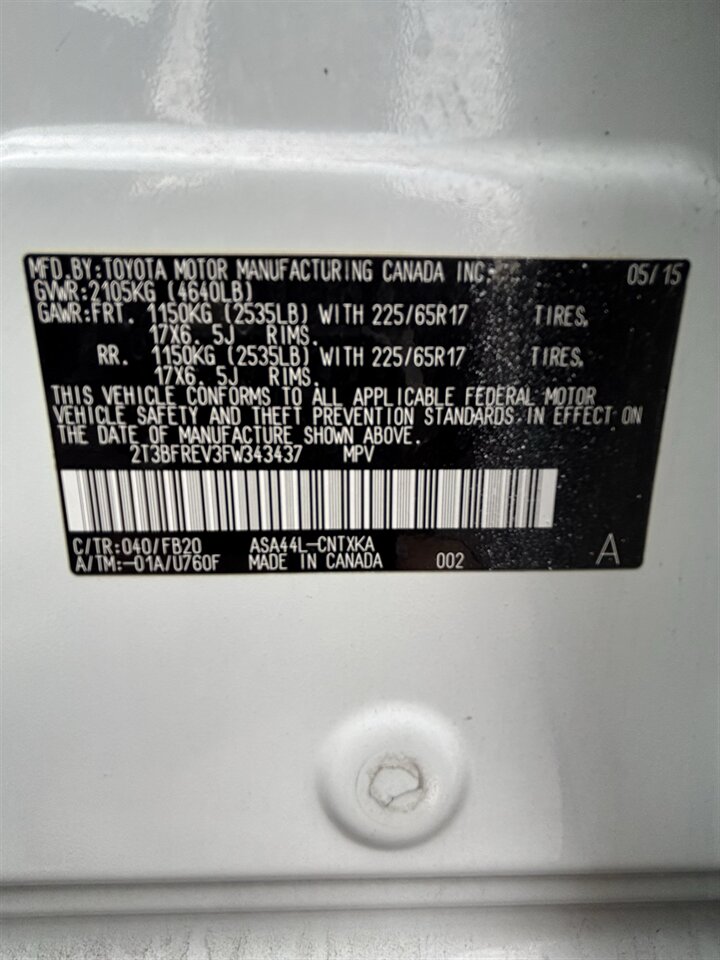 MFD.BY:TOYOTA MOTOR MANUFACTURING CANADA INC. 05/15
GVWR:2105KG (4640LB)
GAWR:FRT. 1150KG (2535LB) WITH 225/65R17 TIRES,
17X6. 5J RIMS.
RR. 1150KG (2535LB) WITH 225/65R17 TIRES,
17X6. 5J RIMS.
THIS VEHICLE CONFORMS TO ALL APPLICABLE FEDERAL MOTOR
VEHICLE SAFETY AND THEFT PREVENTION STANDARDS IN EFFECT ON
THE DATE OF MANUFACTURE SHOWN ABOVE.
2T3BFREV3FW343437 MPV
C/TR:040/FB20 ASA44L-CNTXKA
A/TM:-01A/U760F MADE IN CANADA 002 A